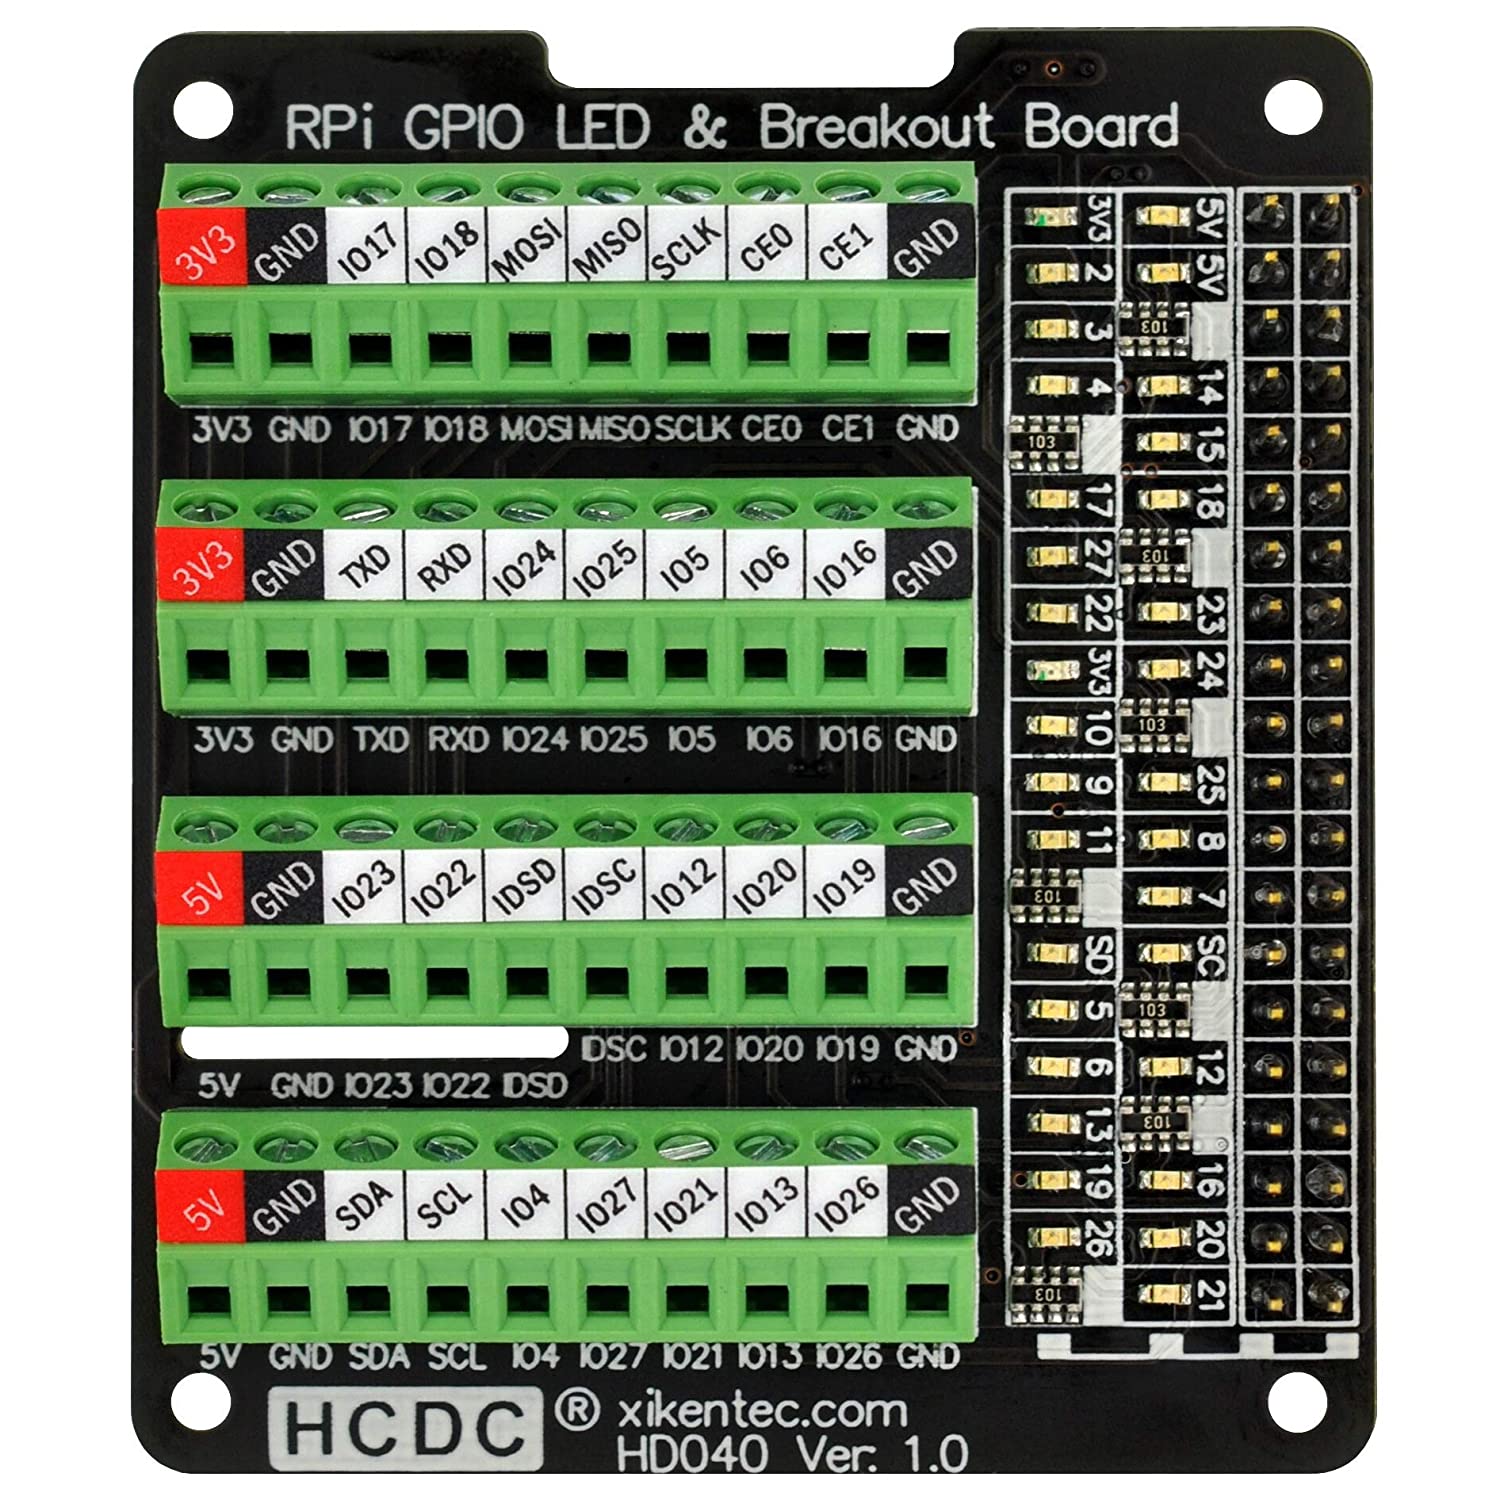 RPi GPIO LED & Breakout Board
3V3 GND IO17 IO18 MOSI MISO SCLK CE0 CE1 GND
3V3 GND IO17 IO18 MOSI MISO SCLK CE0 CE1 GND
3V3 GND TXD RXD IO24 IO25 IO5 IO6 IO16 GND
3V3 GND TXD RXD IO24 IO25 IO5 IO6 IO16 GND
5V GND IO23 IO22 IDSD IDSC IO12 IO20 IO19 GND
IDSC IO12 IO20 IO19 GND
5V GND IO23 IO22 IDSD
5V GND SDA SCL IO4 IO27 IO21 IO13 IO26 GND
5V GND SDA SCL IO4 IO27 IO21 IO13 IO26 GND
HCDC ® xikentec.com
HD040 Ver: 1.0
3V3 5V
2 5V
3 103
4 14
103 15
17 18
27 103
22 23
3V3 24
10 103
9 25
11 8
103 7
SD SC
5 103
6 12
13 103
19 16
26 20
103 21